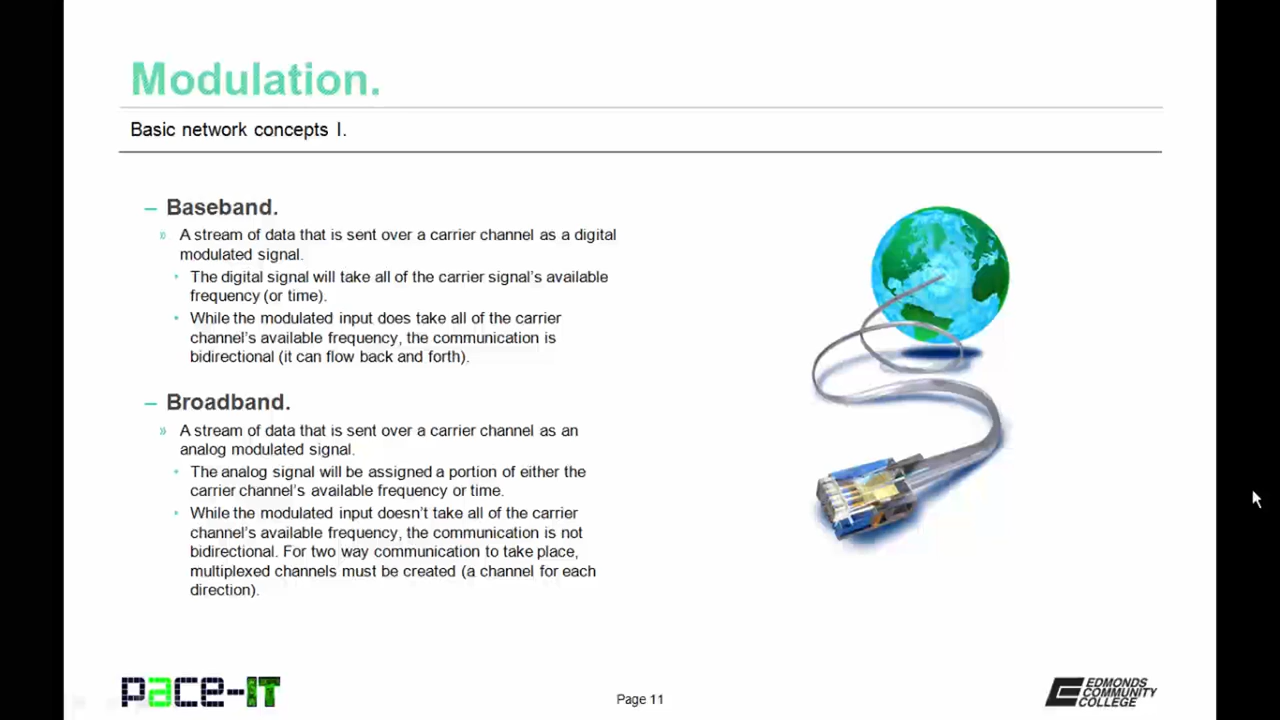 Modulation.
Basic network concepts I.
– Baseband.
» A stream of data that is sent over a carrier channel as a digital
modulated signal.
• The digital signal will take all of the carrier signal's available
frequency (or time).
• While the modulated input does take all of the carrier
channel's available frequency, the communication is
bidirectional (it can flow back and forth).
– Broadband.
» A stream of data that is sent over a carrier channel as an
analog modulated signal.
• The analog signal will be assigned a portion of either the
carrier channel's available frequency or time.
• While the modulated input doesn't take all of the carrier
channel's available frequency, the communication is not
bidirectional. For two way communication to take place,
multiplexed channels must be created (a channel for each
direction).
pace-IT
Page 11
EDMONDS
COMMUNITY
COLLEGE